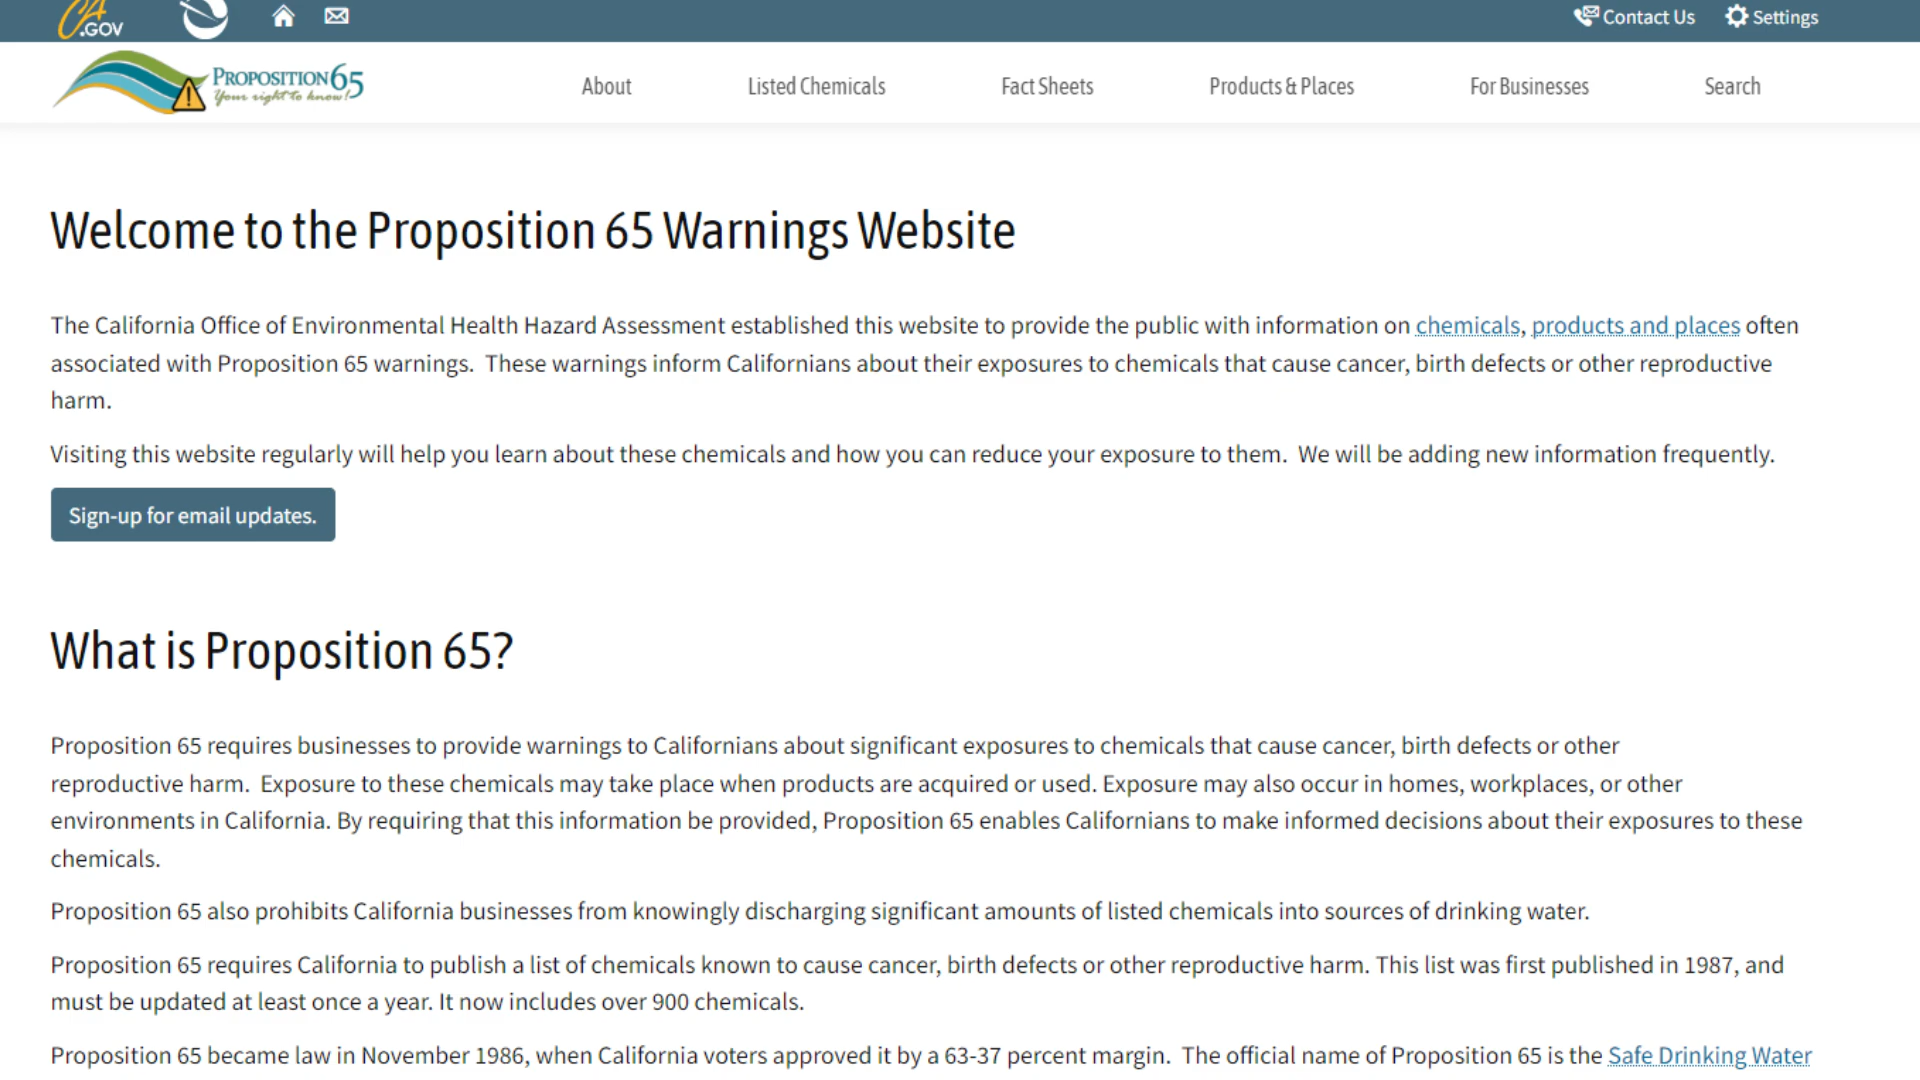 CA.GOV
Contact Us
Settings
PROPOSITION 65
Your right to know!
About
Listed Chemicals
Fact Sheets
Products & Places
For Businesses
Search
Welcome to the Proposition 65 Warnings Website
The California Office of Environmental Health Hazard Assessment established this website to provide the public with information on chemicals, products and places often
associated with Proposition 65 warnings.  These warnings inform Californians about their exposures to chemicals that cause cancer, birth defects or other reproductive
harm.
Visiting this website regularly will help you learn about these chemicals and how you can reduce your exposure to them.  We will be adding new information frequently.
Sign-up for email updates.
What is Proposition 65?
Proposition 65 requires businesses to provide warnings to Californians about significant exposures to chemicals that cause cancer, birth defects or other
reproductive harm.  Exposure to these chemicals may take place when products are acquired or used. Exposure may also occur in homes, workplaces, or other
environments in California. By requiring that this information be provided, Proposition 65 enables Californians to make informed decisions about their exposures to these
chemicals.
Proposition 65 also prohibits California businesses from knowingly discharging significant amounts of listed chemicals into sources of drinking water.
Proposition 65 requires California to publish a list of chemicals known to cause cancer, birth defects or other reproductive harm. This list was first published in 1987, and
must be updated at least once a year. It now includes over 900 chemicals.
Proposition 65 became law in November 1986, when California voters approved it by a 63-37 percent margin.  The official name of Proposition 65 is the Safe Drinking Water